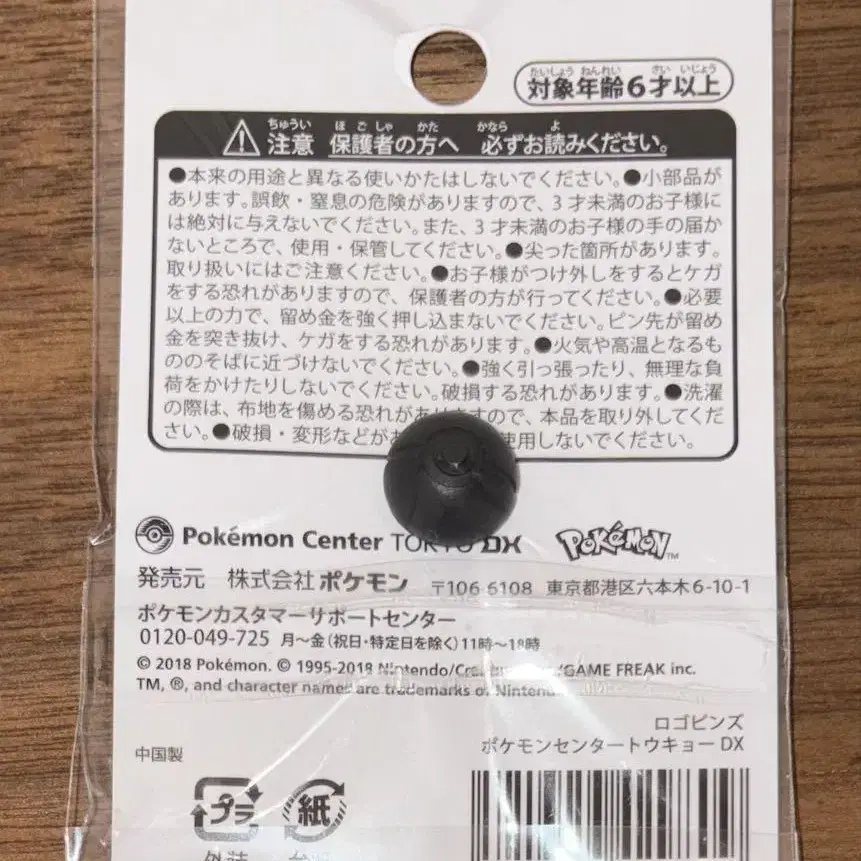 対象年齢6才以上
注意 保護者の方へ 必ずお読みください。
●本来の用途と異なる使いかたはしないでください。●小部品が
あります。誤飲・窒息の危険がありますので、3才未満のお子様に
は絶対に与えないでください。また、3才未満のお子様の手の届か
ないところで、使用・保管してください。●尖った箇所があります。
取り扱いにはご注意ください。●お子様がつけ外しをするとケガ
をする恐れがありますので、保護者の方が行ってください。●必要
以上の力で、留め金を強く押し込まないでください。ピン先が留め
金を突き抜け、ケガをする恐れがあります。●火気や高温となるも
ののそばに近づけないでください。●強く引っ張ったり、無理な負
荷をかけたりしないでください。破損する恐れがあります。●洗濯
の際は、布地を傷める恐れがありますので、本品を取り外してくだ
さい。●破損・変形などがあ 使用しないでください。
Pokémon Center TOKYO DX POKéMON TM
発売元 株式会社ポケモン 〒106 6108 東京都港区六本木6-10-1
ポケモンカスタマーサポートセンター
0120-049-725 月〜金(祝日・特定日を除く)11時〜18時
© 2018 Pokémon. © 1995-2018 Nintendo/Creatures /GAME FREAK inc.
TM, ®, and character names are trademarks of Nintendo
ロゴピンズ
ポケモンセンタートウキョーDX
中国製
プラ 紙
外装